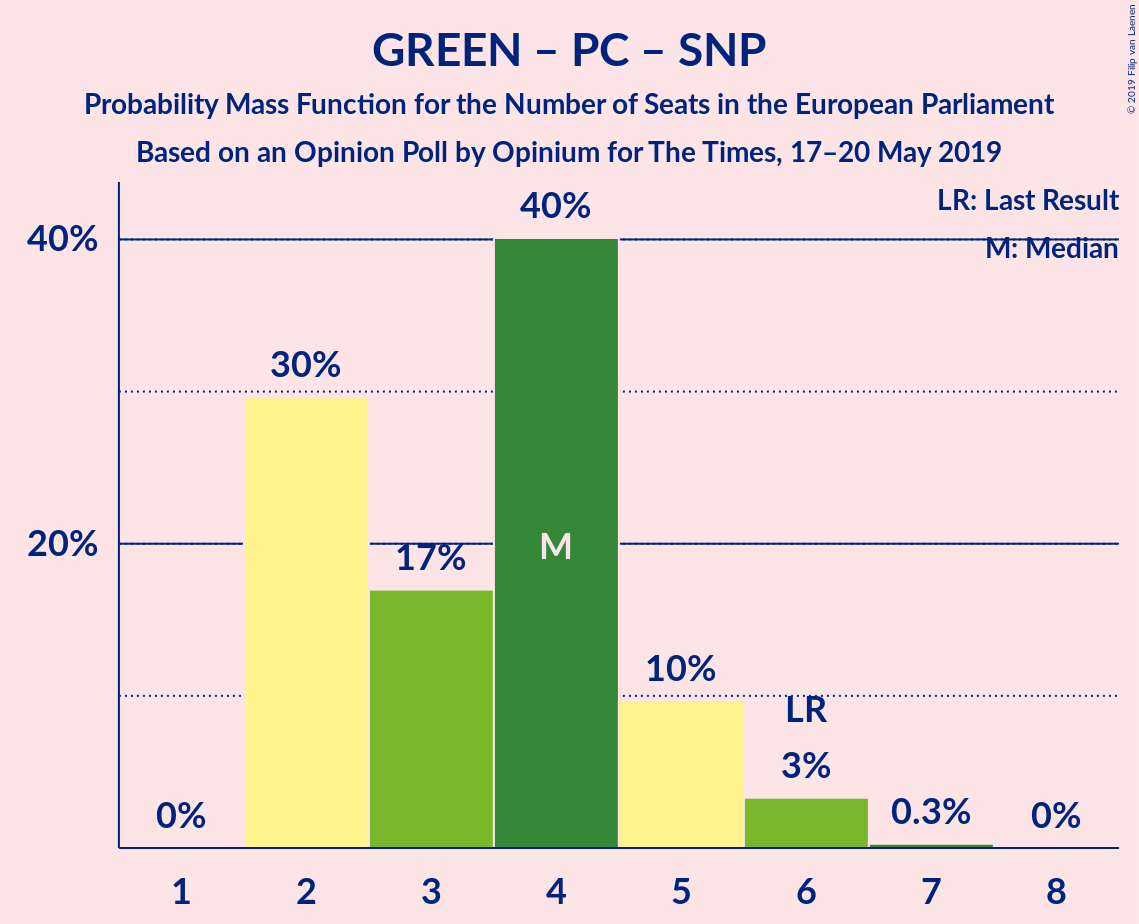 GREEN – PC – SNP
Probability Mass Function for the Number of Seats in the European Parliament
Based on an Opinion Poll by Opinium for The Times, 17–20 May 2019
© 2019 Filip van Laenen
LR: Last Result
M: Median
40%
20%
0%
30%
17%
40%
M
10%
LR
3%
0.3%
0%
1 2 3 4 5 6 7 8